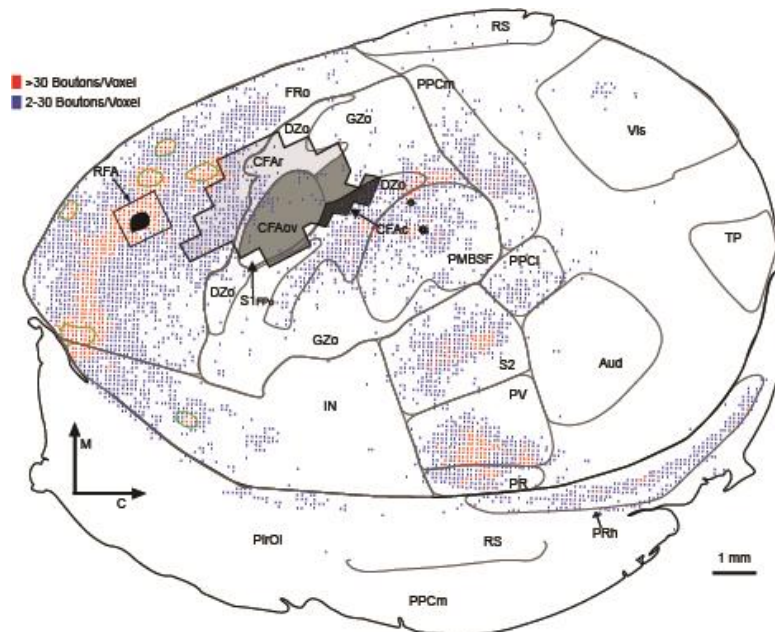 RS
>30 Boutons/Voxel
2-30 Boutons/Voxel
FRo
PPCm
DZo
GZo
Vis
RFA
CFAr
DZo
CFAov
CFAc
TP
PMBSF
PPCl
DZo
S1FPo
GZo
S2
Aud
IN
PV
M
C
PR
PirOl
RS
PRh
1 mm
PPCm